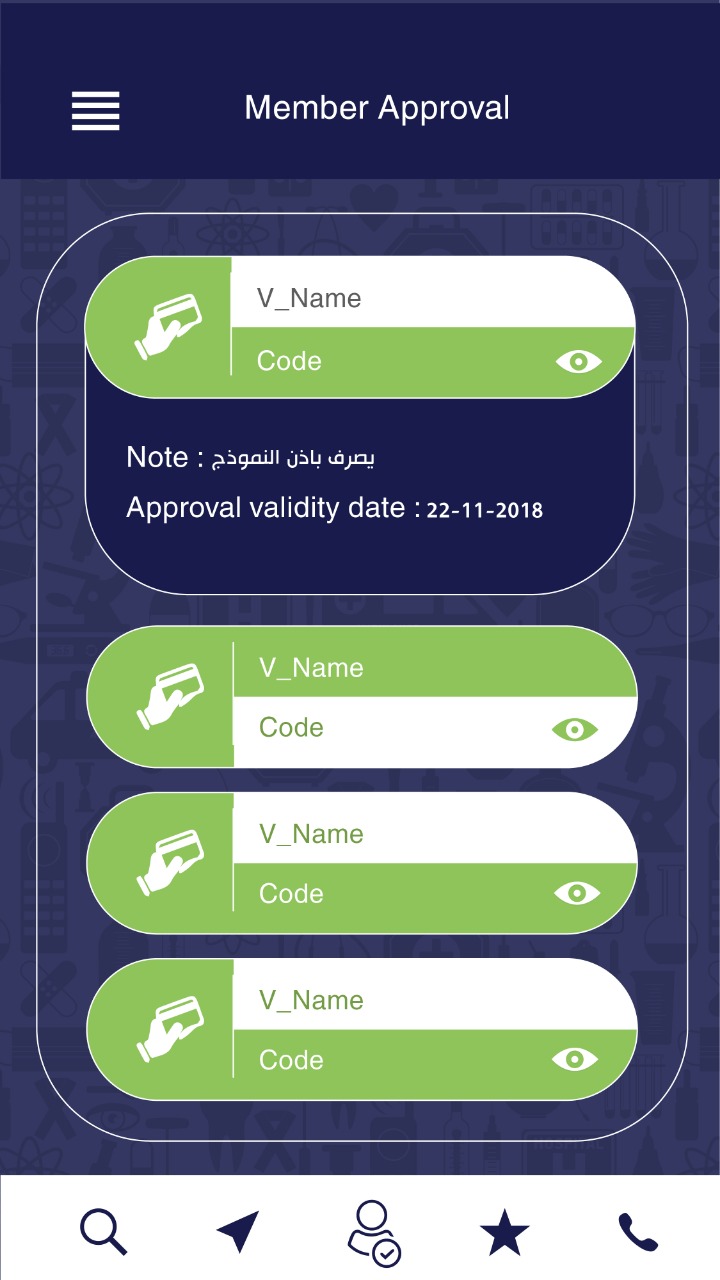 Member Approval
V_Name
Code
Note : يصرف باذن النموذج
Approval validity date : 22-11-2018
V_Name
Code
V_Name
Code
V_Name
Code